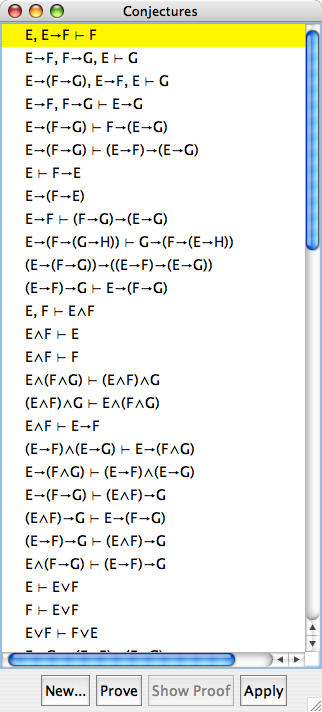 Conjectures
E, E→F ⊢ F
E→F, F→G, E ⊢ G
E→(F→G), E→F, E ⊢ G
E→F, F→G ⊢ E→G
E→(F→G) ⊢ F→(E→G)
E→(F→G) ⊢ (E→F)→(E→G)
E ⊢ F→E
E→(F→E)
E→F ⊢ (F→G)→(E→G)
E→(F→(G→H)) ⊢ G→(F→(E→H))
(E→(F→G))→((E→F)→(E→G))
(E→F)→G ⊢ E→(F→G)
E, F ⊢ E∧F
E∧F ⊢ E
E∧F ⊢ F
E∧(F∧G) ⊢ (E∧F)∧G
(E∧F)∧G ⊢ E∧(F∧G)
E∧F ⊢ E→F
(E→F)∧(E→G) ⊢ E→(F∧G)
E→(F∧G) ⊢ (E→F)∧(E→G)
E→(F→G) ⊢ (E∧F)→G
(E∧F)→G ⊢ E→(F→G)
(E→F)→G ⊢ (E∧F)→G
E∧(F→G) ⊢ (E→F)→G
E ⊢ E∨F
F ⊢ E∨F
E∨F ⊢ F∨E
New... Prove Show Proof Apply